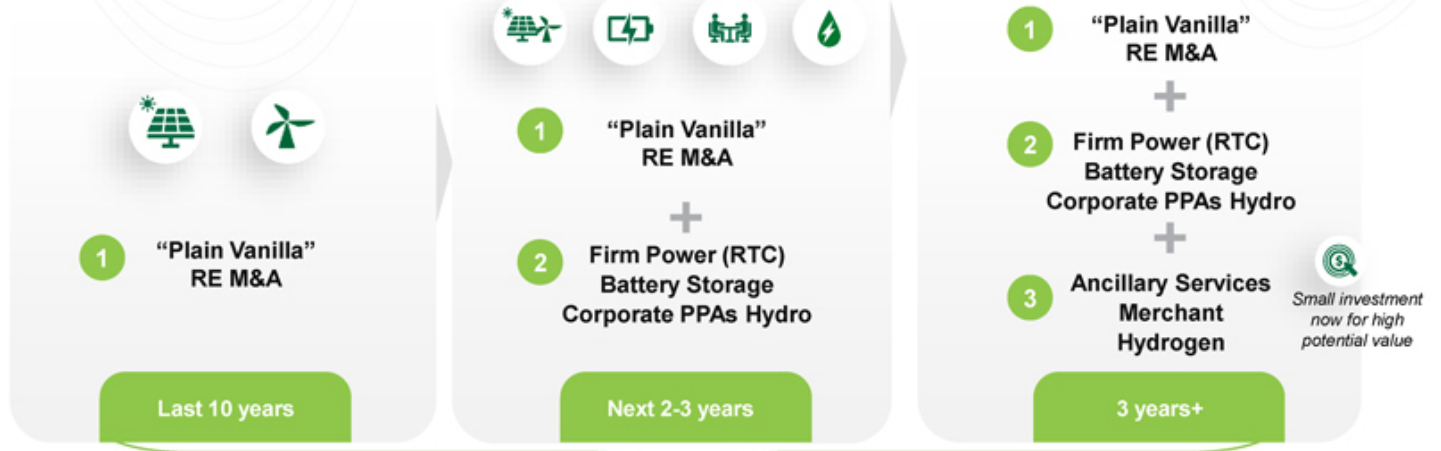 1
“Plain Vanilla”
RE M&A
Last 10 years
1
“Plain Vanilla”
RE M&A
+
2
Firm Power (RTC)
Battery Storage
Corporate PPAs Hydro
Next 2-3 years
1
“Plain Vanilla”
RE M&A
+
2
Firm Power (RTC)
Battery Storage
Corporate PPAs Hydro
+
3
Ancillary Services
Merchant
Hydrogen
$
Small investment
now for high
potential value
3 years+